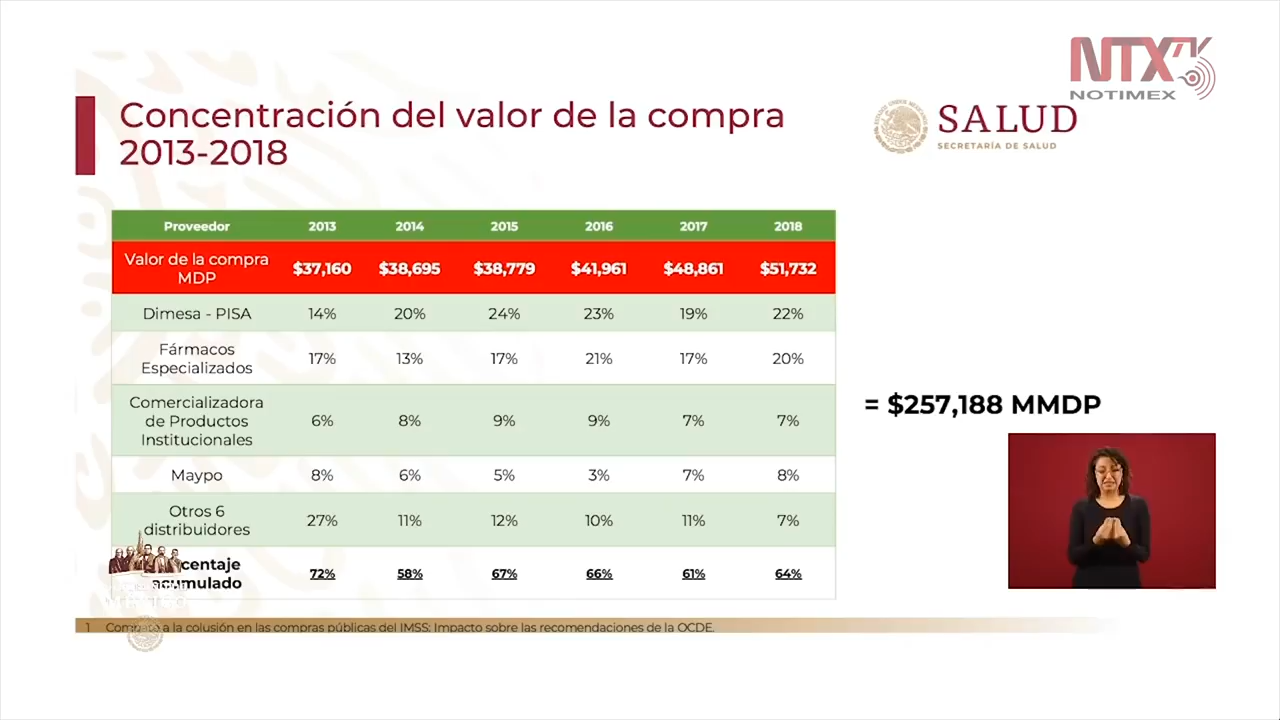 NTX TV
NOTIMEX
Concentración del valor de la compra
2013-2018
SALUD
SECRETARÍA DE SALUD
Proveedor 2013 2014 2015 2016 2017 2018
Valor de la compra
MDP
$37,160 $38,695 $38,779 $41,961 $48,861 $51,732
Dimesa - PISA 14% 20% 24% 23% 19% 22%
Fármacos
Especializados
17% 13% 17% 21% 17% 20%
Comercializadora
de Productos
Institucionales
6% 8% 9% 9% 7% 7%
= $257,188 MMDP
Maypo 8% 6% 5% 3% 7% 8%
Otros 6
distribuidores
27% 11% 12% 10% 11% 7%
centaje
acumulado
72% 58% 67% 66% 61% 64%
1 a la colusión en las compras públicas del IMSS: Impacto sobre las recomendaciones de la OCDE.